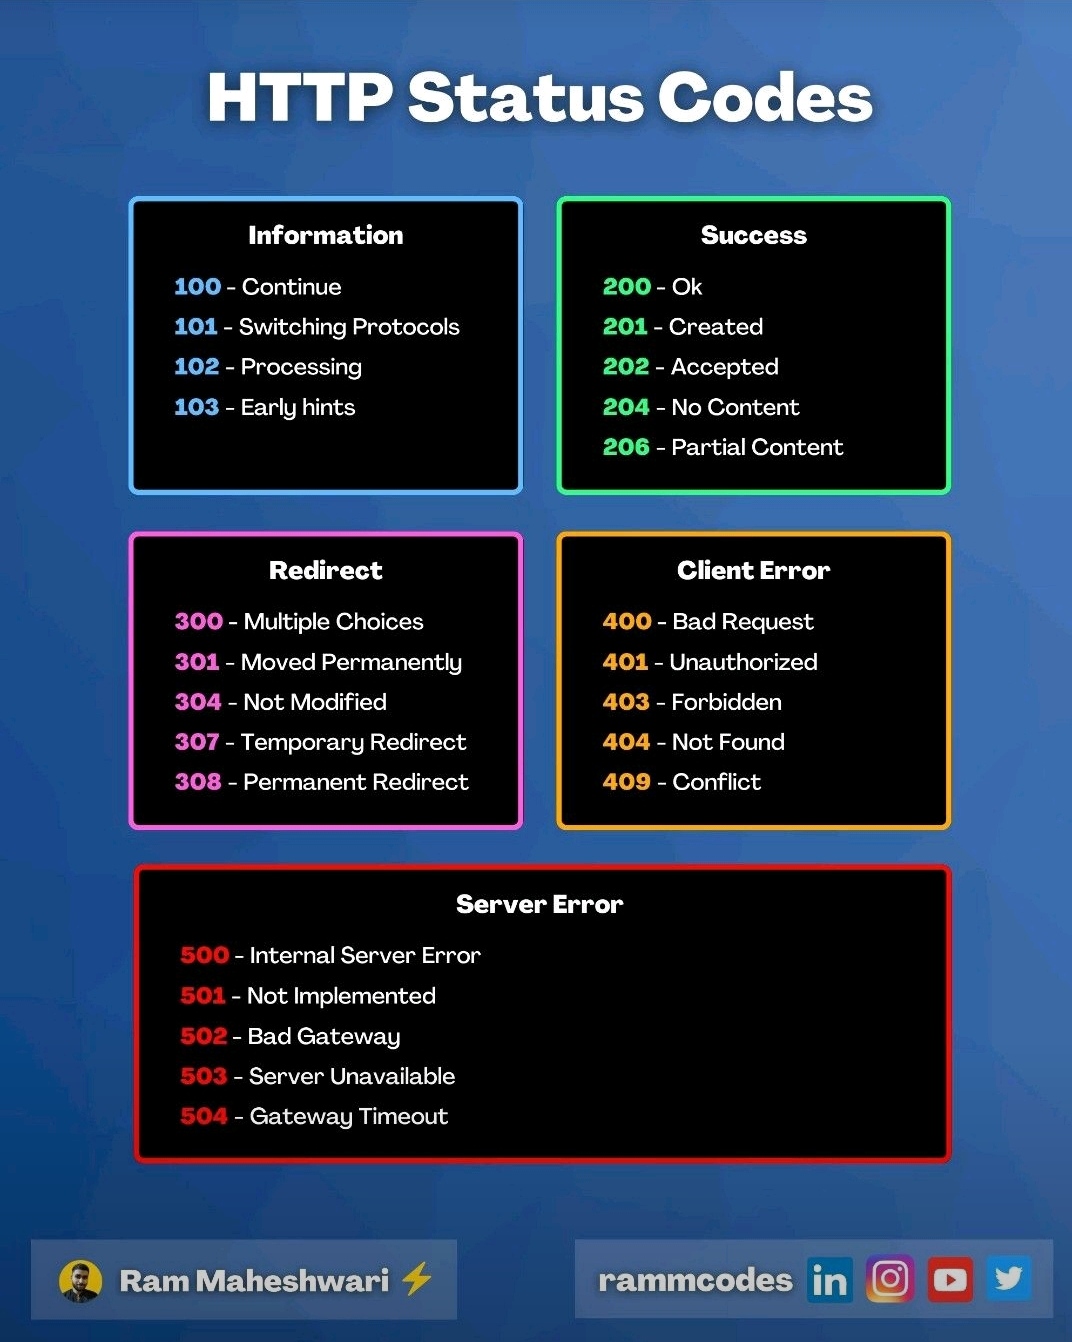 HTTP Status Codes
Information
100 - Continue
101 - Switching Protocols
102 - Processing
103 - Early hints
Success
200 - Ok
201 - Created
202 - Accepted
204 - No Content
206 - Partial Content
Redirect
300 - Multiple Choices
301 - Moved Permanently
304 - Not Modified
307 - Temporary Redirect
308 - Permanent Redirect
Client Error
400 - Bad Request
401 - Unauthorized
403 - Forbidden
404 - Not Found
409 - Conflict
Server Error
500 - Internal Server Error
501 - Not Implemented
502 - Bad Gateway
503 - Server Unavailable
504 - Gateway Timeout
Ram Maheshwari⚡
rammcodes in